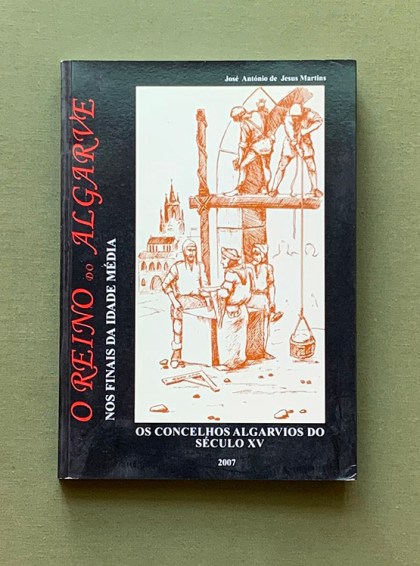 José António de Jesus Martins
O REINO DO ALGARVE
NOS FINAIS DA IDADE MÉDIA
OS CONCELHOS ALGARVIOS DO
SÉCULO XV
2007